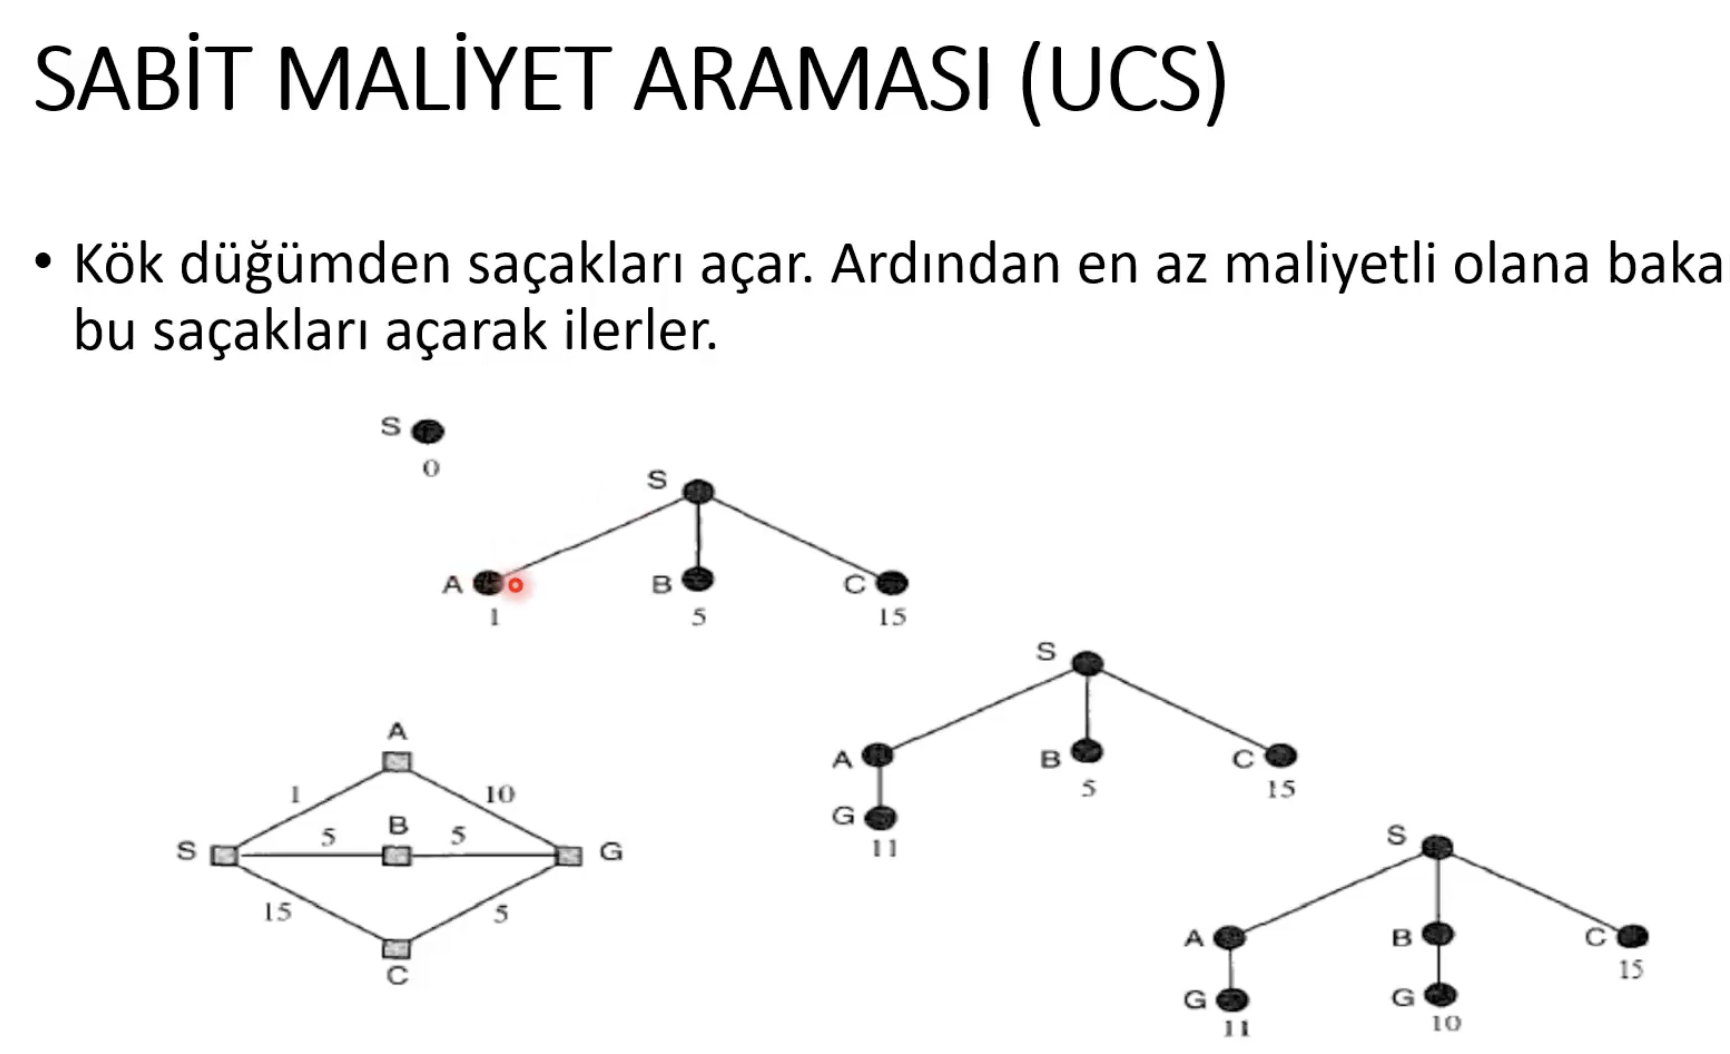 SABİT MALİYET ARAMASI (UCS)
• Kök düğümden saçakları açar. Ardından en az maliyetli olana baka
bu saçakları açarak ilerler.
S
0
S
A
B
C
1
5
15
S
A
B
C
5
15
G
11
A
1
10
S
5
B
5
G
15
5
C
S
A
B
C
15
G
G
11
10